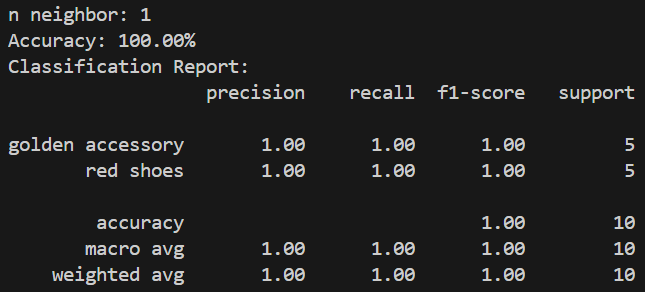 n neighbor: 1
Accuracy: 100.00%
Classification Report:
precision recall f1-score support
golden accessory 1.00 1.00 1.00 5
red shoes 1.00 1.00 1.00 5
accuracy 1.00 10
macro avg 1.00 1.00 1.00 10
weighted avg 1.00 1.00 1.00 10